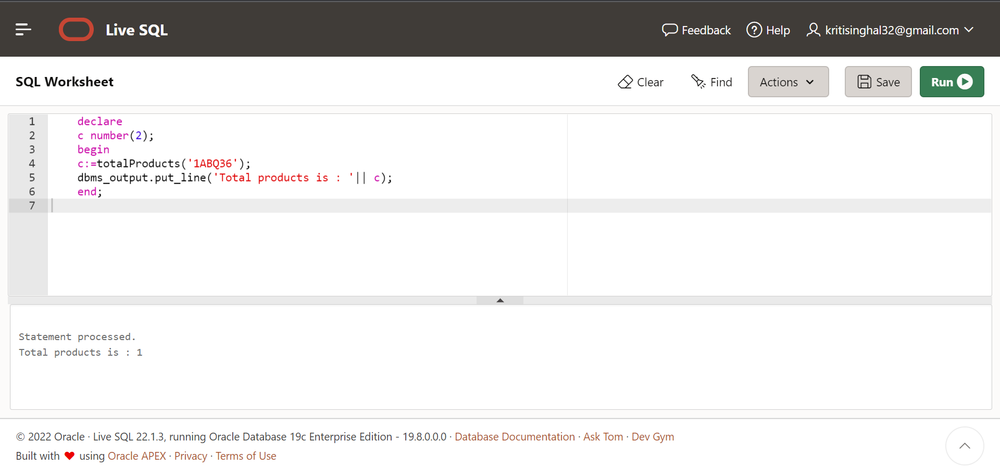 Live SQL
Feedback
Help
kritisinghal32@gmail.com
SQL Worksheet
Clear
Find
Actions
Save
Run
1 declare
2 c number(2);
3 begin
4 c:=totalProducts('1ABQ36');
5 dbms_output.put_line('Total products is : '|| c);
6 end;
7
Statement processed.
Total products is : 1
© 2022 Oracle · Live SQL 22.1.3, running Oracle Database 19c Enterprise Edition - 19.8.0.0.0 · Database Documentation · Ask Tom · Dev Gym
Built with ♥ using Oracle APEX · Privacy · Terms of Use